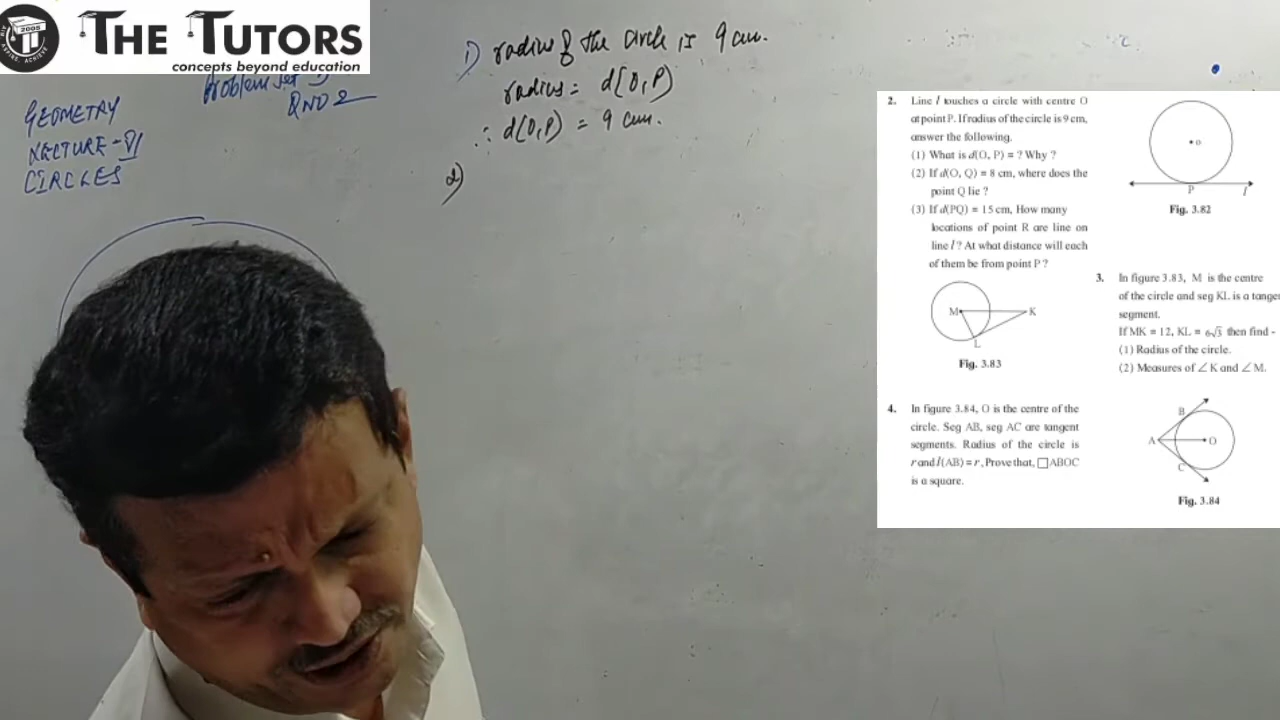 THE TUTORS
concepts beyond education
2005
Problem set
QNO 2
GEOMETRY
LECTURE-VI
CIRCLES
1) radius of the circle is 9 cm.
radius = d(O,P)
∴ d(O,P) = 9 cm.
2)
2. Line l touches a circle with centre O
at point P. If radius of the circle is 9 cm,
answer the following.
(1) What is d(O, P) = ? Why ?
(2) If d(O, Q) = 8 cm, where does the
point Q lie ?
(3) If d(PQ) = 15 cm, How many
locations of point R are line on
line l ? At what distance will each
of them be from point P ?
O
P
l
Fig. 3.82
M
K
L
Fig. 3.83
3. In figure 3.83, M is the centre
of the circle and seg KL is a tange
segment.
If MK = 12, KL = 6√3 then find -
(1) Radius of the circle.
(2) Measures of ∠K and ∠M.
4. In figure 3.84, O is the centre of the
circle. Seg AB, seg AC are tangent
segments. Radius of the circle is
r and l(AB) = r, Prove that, □ABOC
is a square.
B
A
O
C
Fig. 3.84